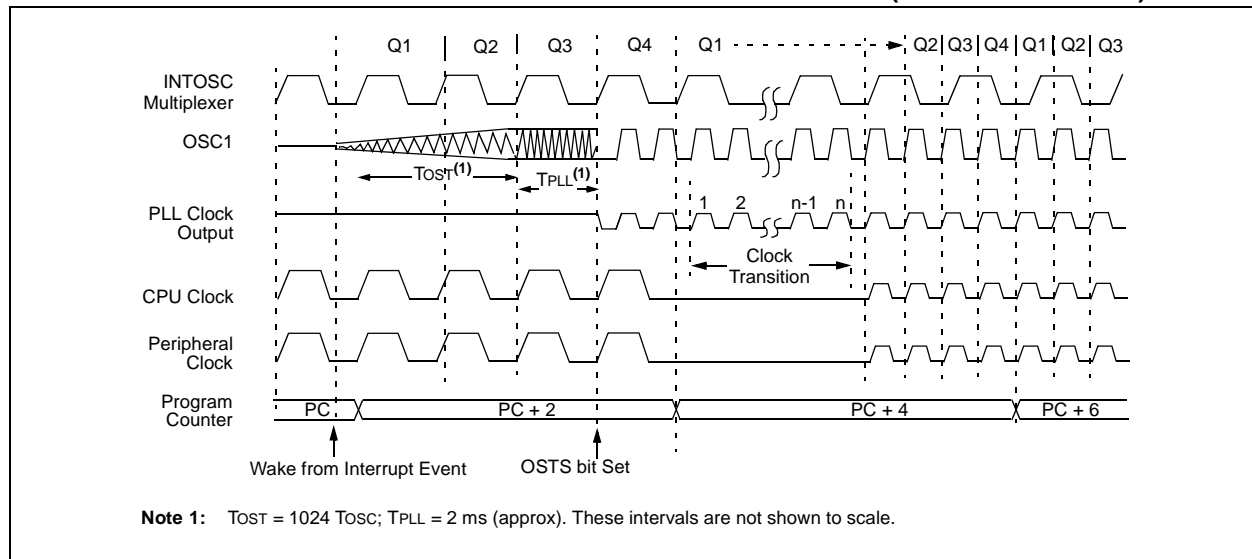 Q1 Q2 Q3 Q4 Q1 Q2 Q3 Q4 Q1 Q2 Q3
INTOSC
Multiplexer
OSC1
TOST(1) TPLL(1)
1 2 n-1 n
PLL Clock
Output
Clock
Transition
CPU Clock
Peripheral
Clock
Program
Counter
PC PC + 2 PC + 4 PC + 6
Wake from Interrupt Event OSTS bit Set
Note 1: TOST = 1024 TOSC; TPLL = 2 ms (approx). These intervals are not shown to scale.